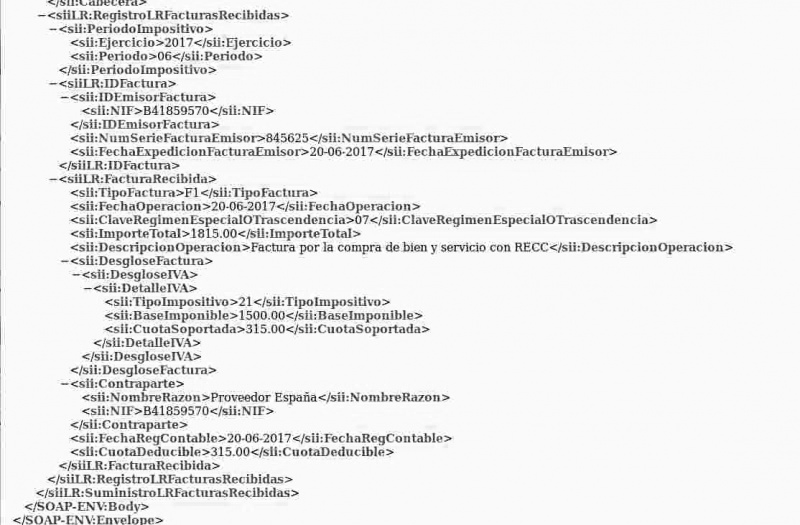 </sii:Cabecera>
−<siiLR:RegistroLRFacturasRecibidas>
−<sii:PeriodoImpositivo>
<sii:Ejercicio>2017</sii:Ejercicio>
<sii:Periodo>06</sii:Periodo>
</sii:PeriodoImpositivo>
−<siiLR:IDFactura>
−<sii:IDEmisorFactura>
<sii:NIF>B41859570</sii:NIF>
</sii:IDEmisorFactura>
<sii:NumSerieFacturaEmisor>845625</sii:NumSerieFacturaEmisor>
<sii:FechaExpedicionFacturaEmisor>20-06-2017</sii:FechaExpedicionFacturaEmisor>
</siiLR:IDFactura>
−<siiLR:FacturaRecibida>
<sii:TipoFactura>F1</sii:TipoFactura>
<sii:FechaOperacion>20-06-2017</sii:FechaOperacion>
<sii:ClaveRegimenEspecialOTrascendencia>07</sii:ClaveRegimenEspecialOTrascendencia>
<sii:ImporteTotal>1815.00</sii:ImporteTotal>
<sii:DescripcionOperacion>Factura por la compra de bien y servicio con RECC</sii:DescripcionOperacion>
−<sii:DesgloseFactura>
−<sii:DesgloseIVA>
−<sii:DetalleIVA>
<sii:TipoImpositivo>21</sii:TipoImpositivo>
<sii:BaseImponible>1500.00</sii:BaseImponible>
<sii:CuotaSoportada>315.00</sii:CuotaSoportada>
</sii:DetalleIVA>
</sii:DesgloseIVA>
</sii:DesgloseFactura>
−<sii:Contraparte>
<sii:NombreRazon>Proveedor España</sii:NombreRazon>
<sii:NIF>B41859570</sii:NIF>
</sii:Contraparte>
<sii:FechaRegContable>20-06-2017</sii:FechaRegContable>
<sii:CuotaDeducible>315.00</sii:CuotaDeducible>
</siiLR:FacturaRecibida>
</siiLR:RegistroLRFacturasRecibidas>
</siiLR:SuministroLRFacturasRecibidas>
</SOAP-ENV:Body>
</SOAP-ENV:Envelope>